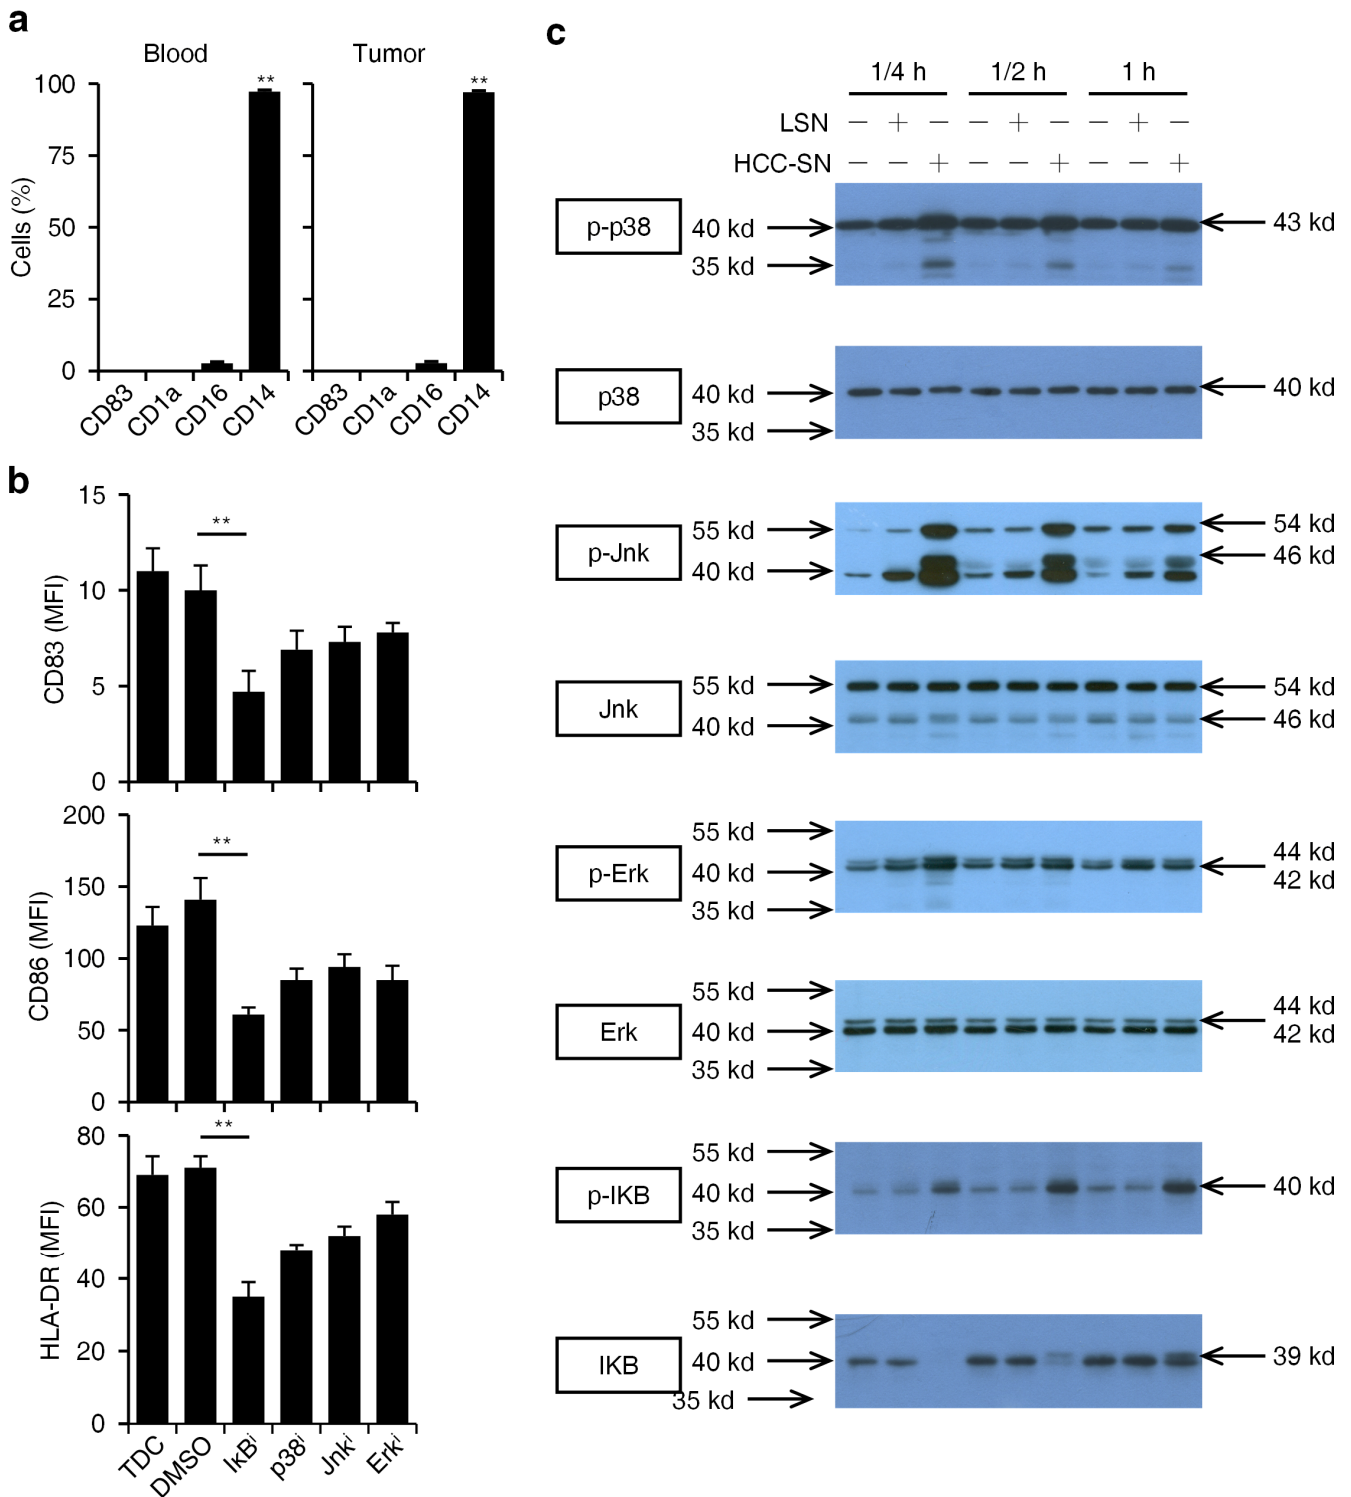 a
Blood
Tumor
**
**
100
75
50
25
0
Cells (%)
CD83
CD1a
CD16
CD14
CD83
CD1a
CD16
CD14
b
15
10
5
0
CD83 (MFI)
**
200
150
100
50
0
CD86 (MFI)
**
80
60
40
20
0
HLA-DR (MFI)
**
TDC
DMSO
IκBⁱ
p38ⁱ
Jnkⁱ
Erkⁱ
c
1/4 h 1/2 h 1 h
LSN − + − − + − − + −
HCC-SN − − + − − + − − +
p-p38
40 kd
35 kd
43 kd
p38
40 kd
35 kd
40 kd
p-Jnk
55 kd
40 kd
54 kd
46 kd
Jnk
55 kd
40 kd
54 kd
46 kd
p-Erk
55 kd
40 kd
35 kd
44 kd
42 kd
Erk
55 kd
40 kd
35 kd
44 kd
42 kd
p-IKB
55 kd
40 kd
35 kd
40 kd
IKB
55 kd
40 kd
35 kd
39 kd